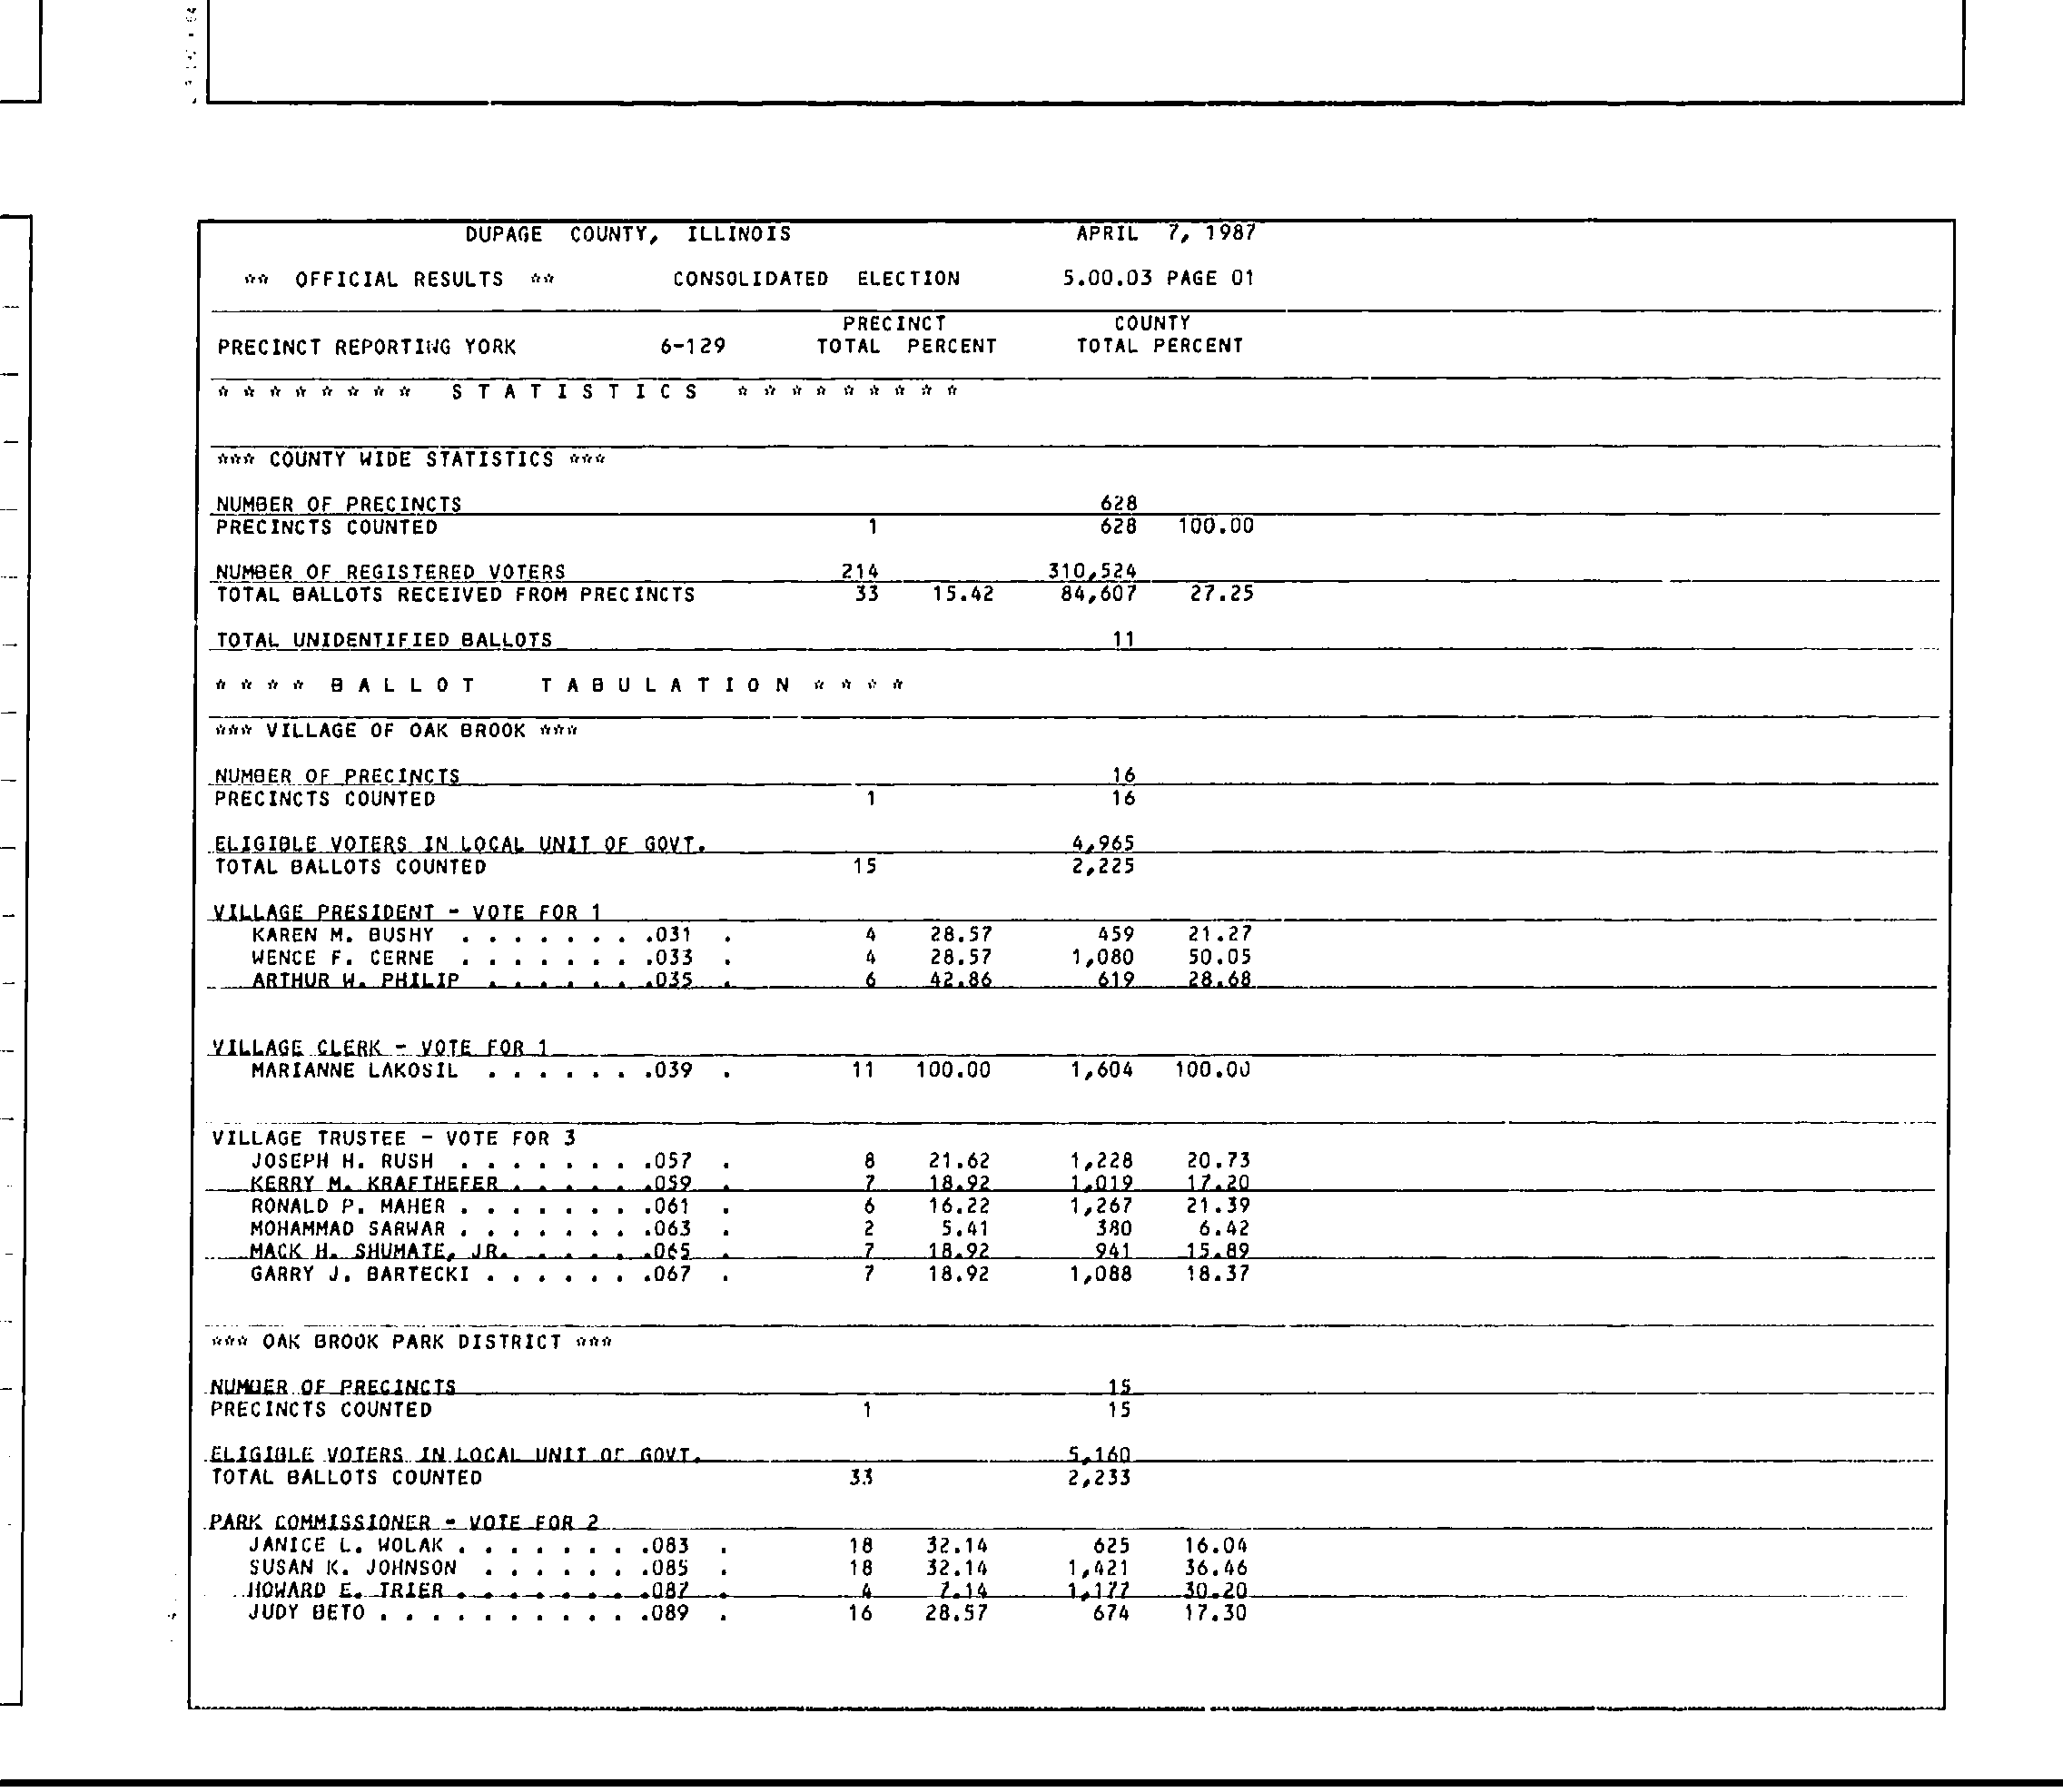 DUPAGE COUNTY, ILLINOIS APRIL 7, 1987
** OFFICIAL RESULTS ** CONSOLIDATED ELECTION 5.00.03 PAGE 01
PRECINCT COUNTY
PRECINCT REPORTING YORK 6-129 TOTAL PERCENT TOTAL PERCENT
* * * * * * * * S T A T I S T I C S * * * * * * * * *
*** COUNTY WIDE STATISTICS ***
NUMBER OF PRECINCTS 628
PRECINCTS COUNTED 1 628 100.00
NUMBER OF REGISTERED VOTERS 214 310,524
TOTAL BALLOTS RECEIVED FROM PRECINCTS 33 15.42 84,607 27.25
TOTAL UNIDENTIFIED BALLOTS 11
* * * * B A L L O T T A B U L A T I O N * * * *
*** VILLAGE OF OAK BROOK ***
NUMBER OF PRECINCTS 16
PRECINCTS COUNTED 1 16
ELIGIBLE VOTERS IN LOCAL UNIT OF GOVT. 4,965
TOTAL BALLOTS COUNTED 15 2,225
VILLAGE PRESIDENT - VOTE FOR 1
KAREN M. BUSHY . . . . . . . .031 . 4 28.57 459 21.27
WENCE F. CERNE . . . . . . . .033 . 4 28.57 1,080 50.05
ARTHUR W. PHILIP . . . . . . .035 . 6 42.86 619 28.68
VILLAGE CLERK - VOTE FOR 1
MARIANNE LAKOSIL . . . . . . .039 . 11 100.00 1,604 100.00
VILLAGE TRUSTEE - VOTE FOR 3
JOSEPH H. RUSH . . . . . . . .057 . 8 21.62 1,228 20.73
KERRY M. KRAFTHEFER . . . . . .059 . 7 18.92 1,019 17.20
RONALD P. MAHER . . . . . . . .061 . 6 16.22 1,267 21.39
MOHAMMAD SARWAR . . . . . . . .063 . 2 5.41 380 6.42
MACK H. SHUMATE, JR. . . . . . .065 . 7 18.92 941 15.89
GARRY J. BARTECKI . . . . . . .067 . 7 18.92 1,088 18.37
*** OAK BROOK PARK DISTRICT ***
NUMBER OF PRECINCTS 15
PRECINCTS COUNTED 1 15
ELIGIBLE VOTERS IN LOCAL UNIT OF GOVT. 5,160
TOTAL BALLOTS COUNTED 33 2,233
PARK COMMISSIONER - VOTE FOR 2
JANICE L. WOLAK . . . . . . . .083 . 18 32.14 625 16.04
SUSAN K. JOHNSON . . . . . . .085 . 18 32.14 1,421 36.46
HOWARD E. TRIER . . . . . . . .087 . 4 7.14 1,177 30.20
JUDY BETO . . . . . . . . . . .089 . 16 28.57 674 17.30